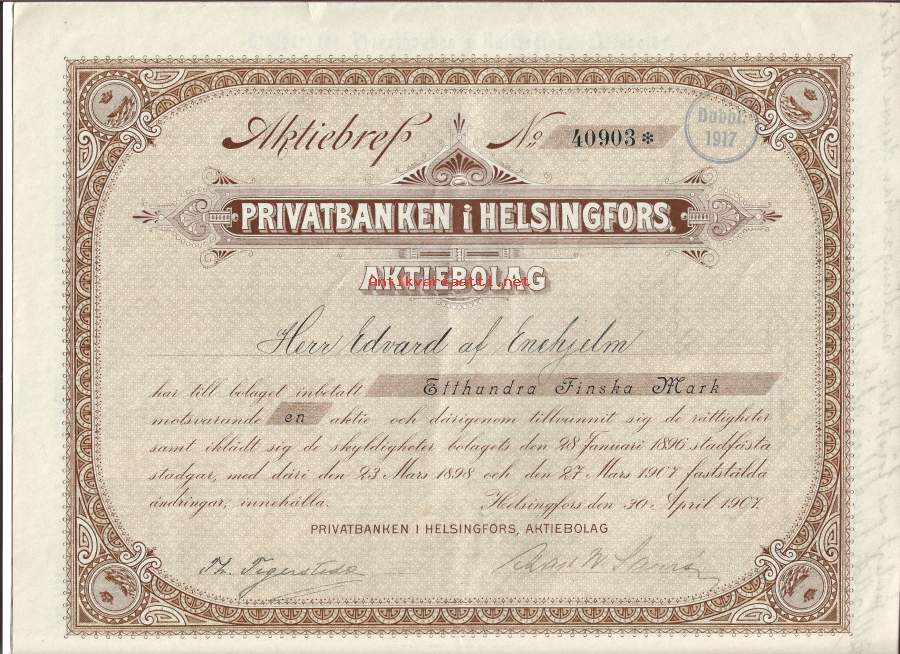 Aktiebref No 40903*
Dubbl.
1917
PRIVATBANKEN i HELSINGFORS.
AKTIEBOLAG
Antikvariaatti.net
Herr Edvard af Enehjelm
har till bolaget inbetalt Etthundra Finska Mark
motsvarande en aktie och därigenom tillvunnit sig de rättigheter
samt iklädt sig de skyldigheter bolagets den 28 Januari 1896 stadfästa
stadgar, med däri den 23 Mars 1898 och den 27 Mars 1907 fastställda
ändringar, innehålla. Helsingfors den 30 April 1907.
PRIVATBANKEN I HELSINGFORS, AKTIEBOLAG
Th. Tigerstedt